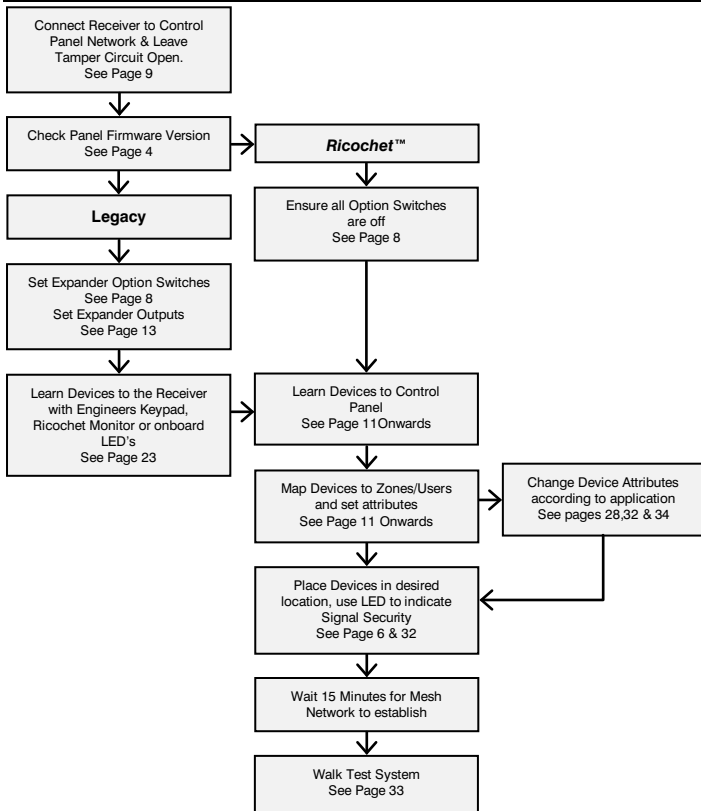 Connect Receiver to Control
Panel Network & Leave
Tamper Circuit Open.
See Page 9
Check Panel Firmware Version
See Page 4
Ricochet™
Legacy
Ensure all Option Switches
are off
See Page 8
Set Expander Option Switches
See Page 8
Set Expander Outputs
See Page 13
Learn Devices to the Receiver
with Engineers Keypad,
Ricochet Monitor or onboard
LED's
See Page 23
Learn Devices to Control
Panel
See Page 11Onwards
Map Devices to Zones/Users
and set attributes
See Page 11 Onwards
Change Device Attributes
according to application
See pages 28,32 & 34
Place Devices in desired
location, use LED to indicate
Signal Security
See Page 6 & 32
Wait 15 Minutes for Mesh
Network to establish
Walk Test System
See Page 33